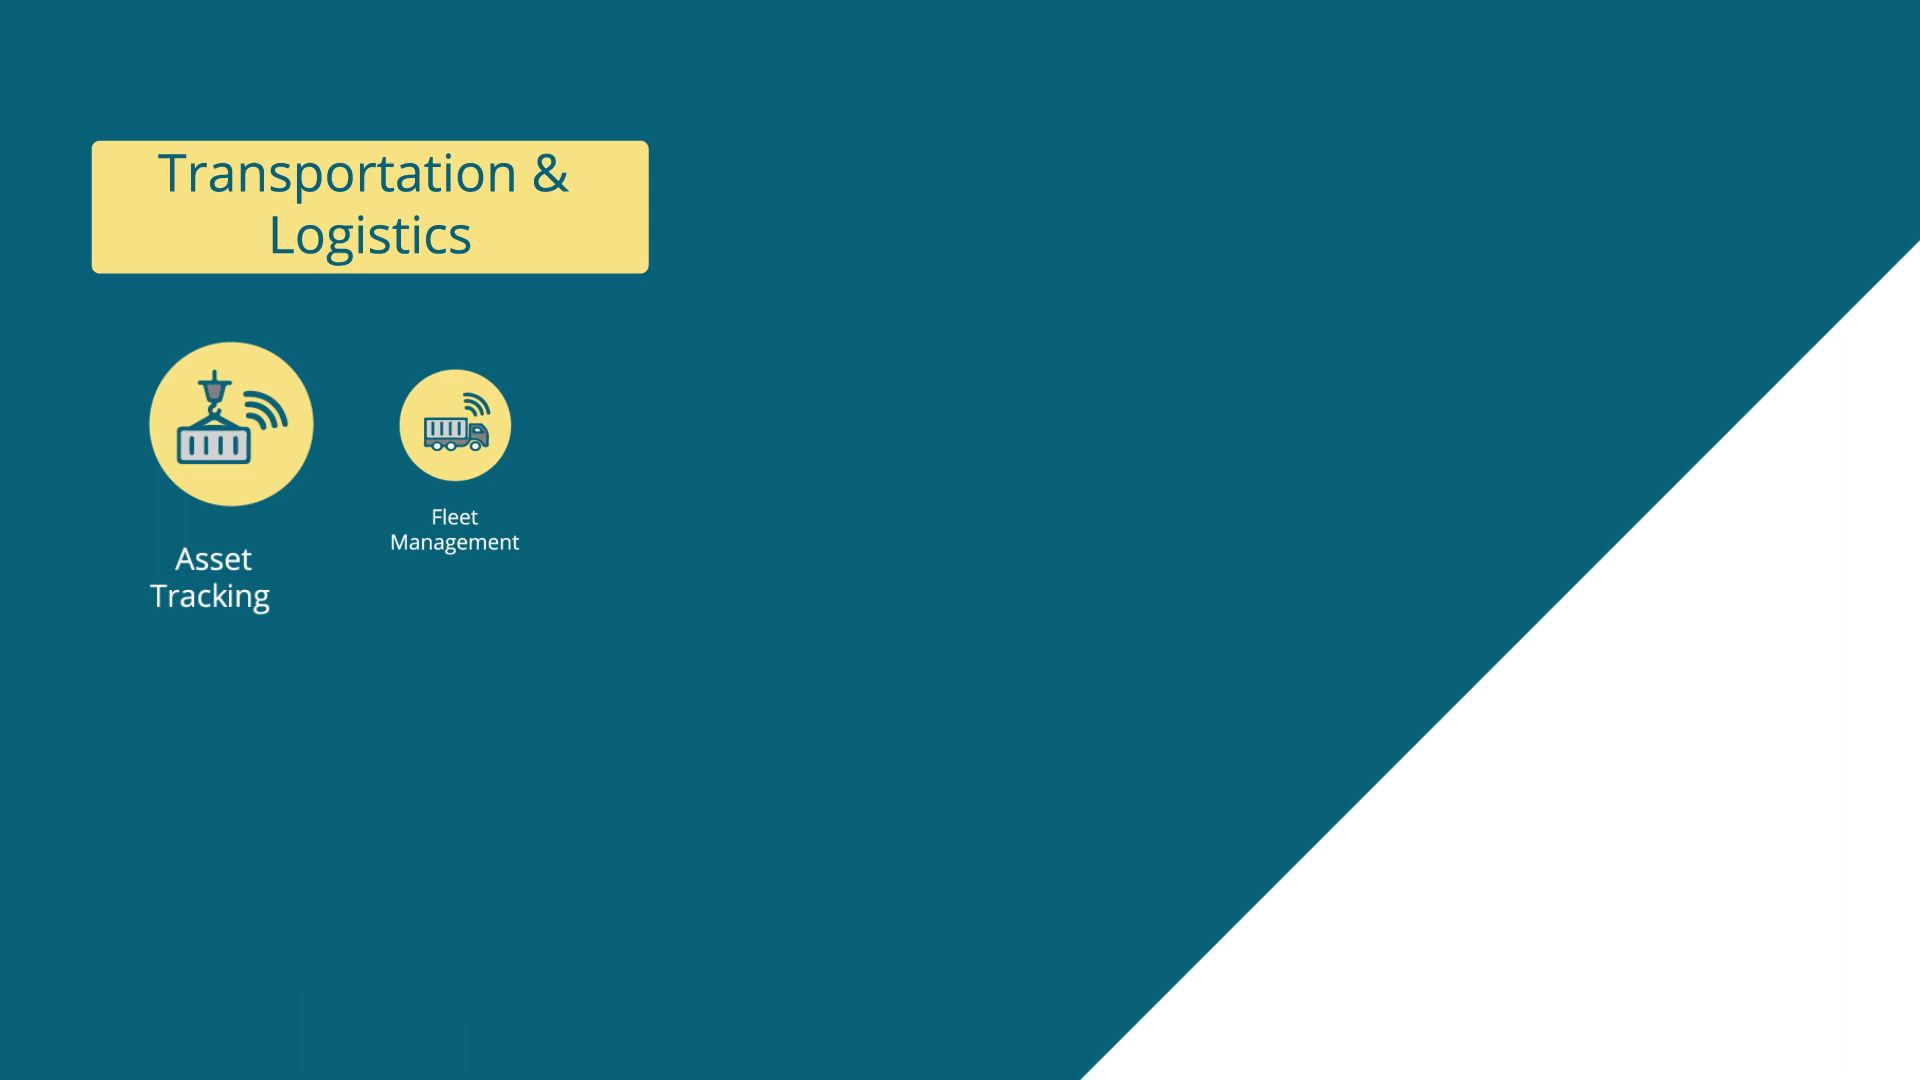 Transportation &
Logistics
Asset
Tracking
Fleet
Management